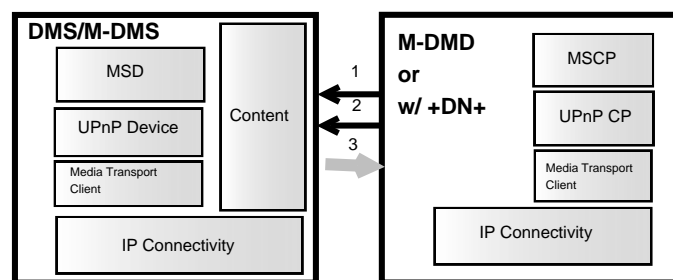 DMS/M-DMS
MSD
UPnP Device
Media Transport
Client
Content
IP Connectivity
1
2
3
M-DMD
or
w/ +DN+
MSCP
UPnP CP
Media Transport
Client
IP Connectivity